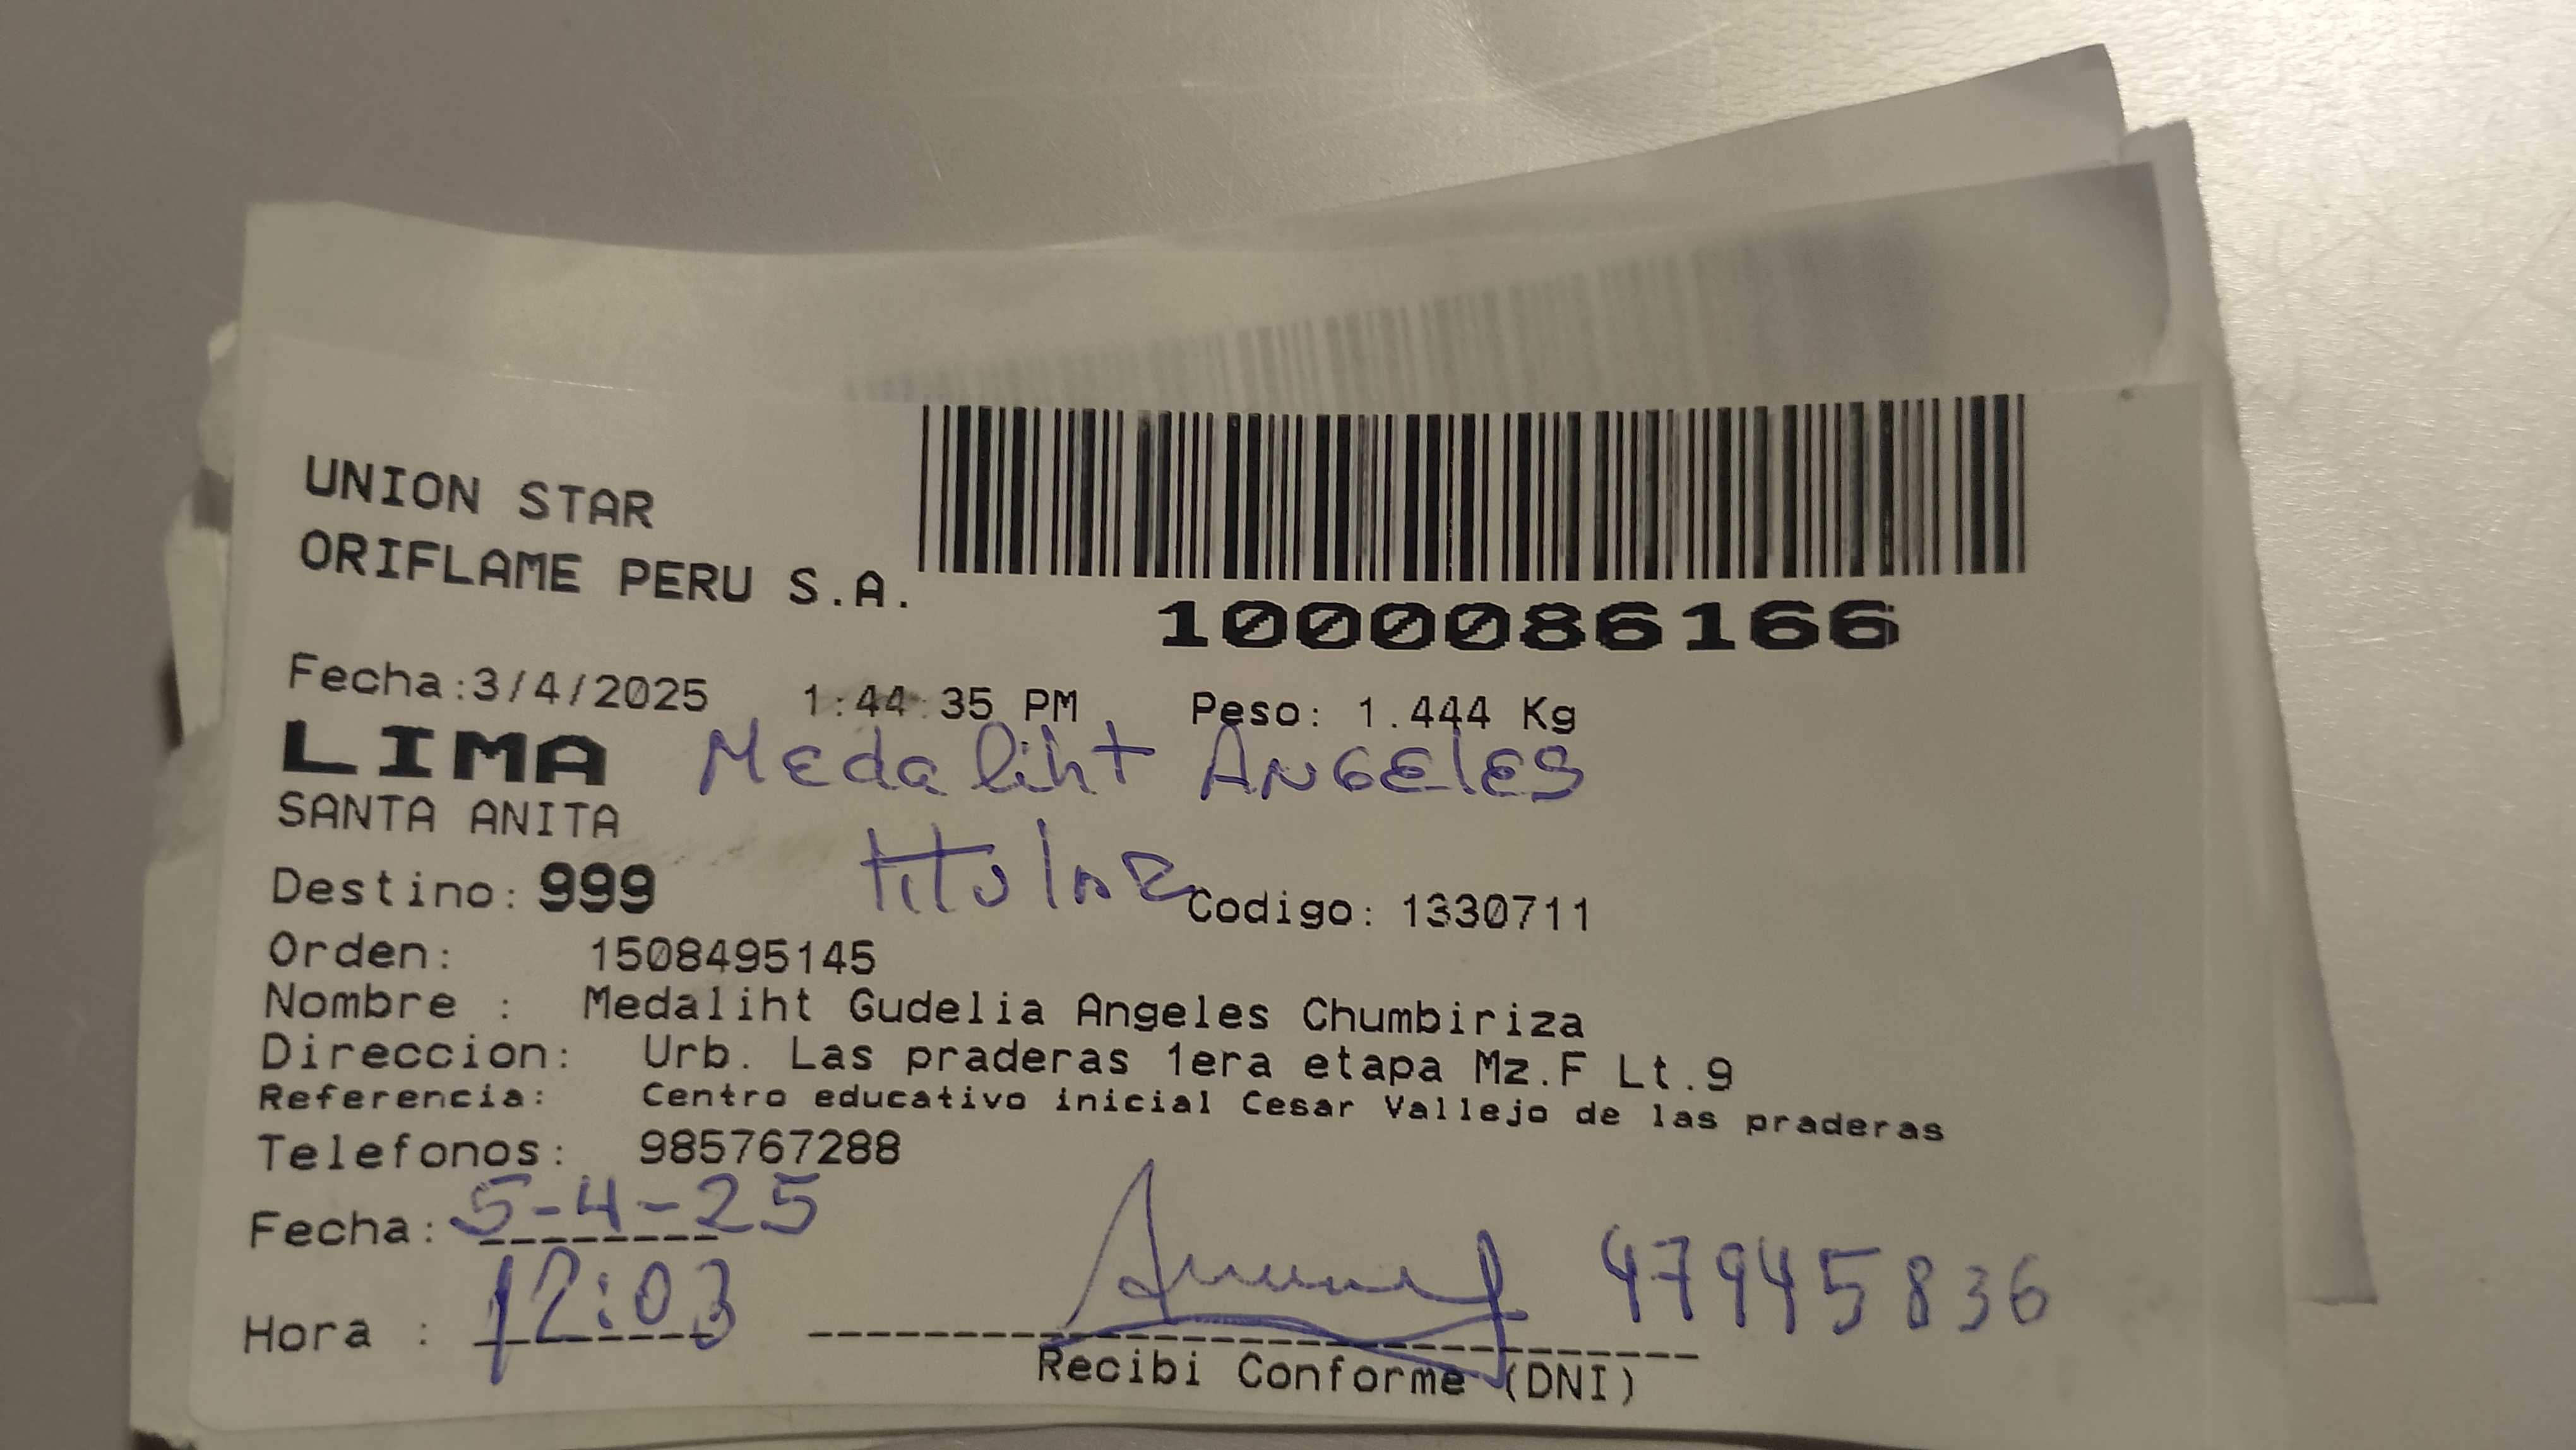 UNION STAR
ORIFLAME PERU S.A.
1000086166
Fecha:3/4/2025 1:44:35 PM Peso: 1.444 Kg
LIMA Medaliht ANGELES
SANTA ANITA
titular
Destino: 999 Codigo: 1330711
Orden: 1508495145
Nombre : Medaliht Gudelia Angeles Chumbiriza
Direccion: Urb. Las praderas 1era etapa Mz.F Lt.9
Referencia: Centro educativo inicial Cesar Vallejo de las praderas
Telefonos: 985767288
Fecha: 5-4-25
Hora : 12:03 47945836
Recibi Conforme (DNI)